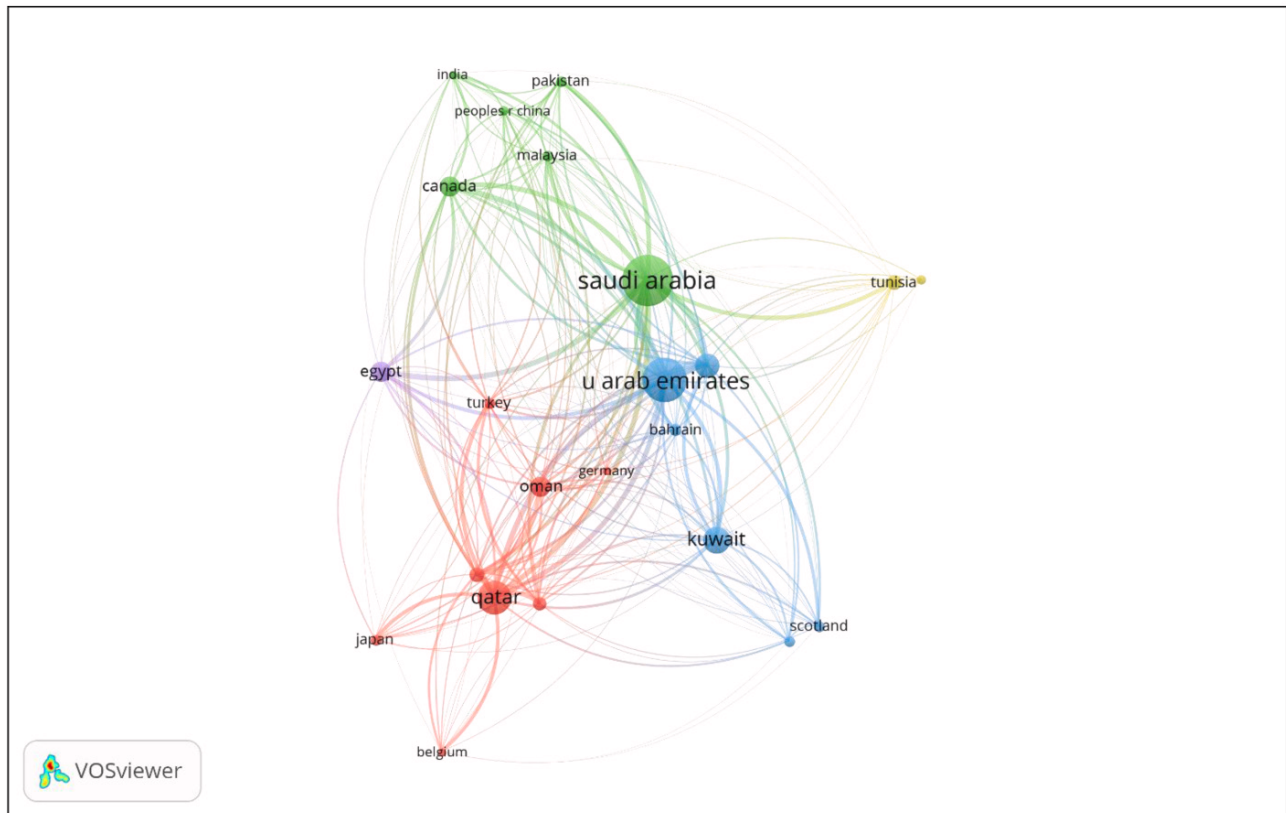 india
pakistan
peoples r china
malaysia
canada
saudi arabia
tunisia
egypt
u arab emirates
turkey
bahrain
germany
oman
kuwait
qatar
scotland
japan
belgium
VOSviewer